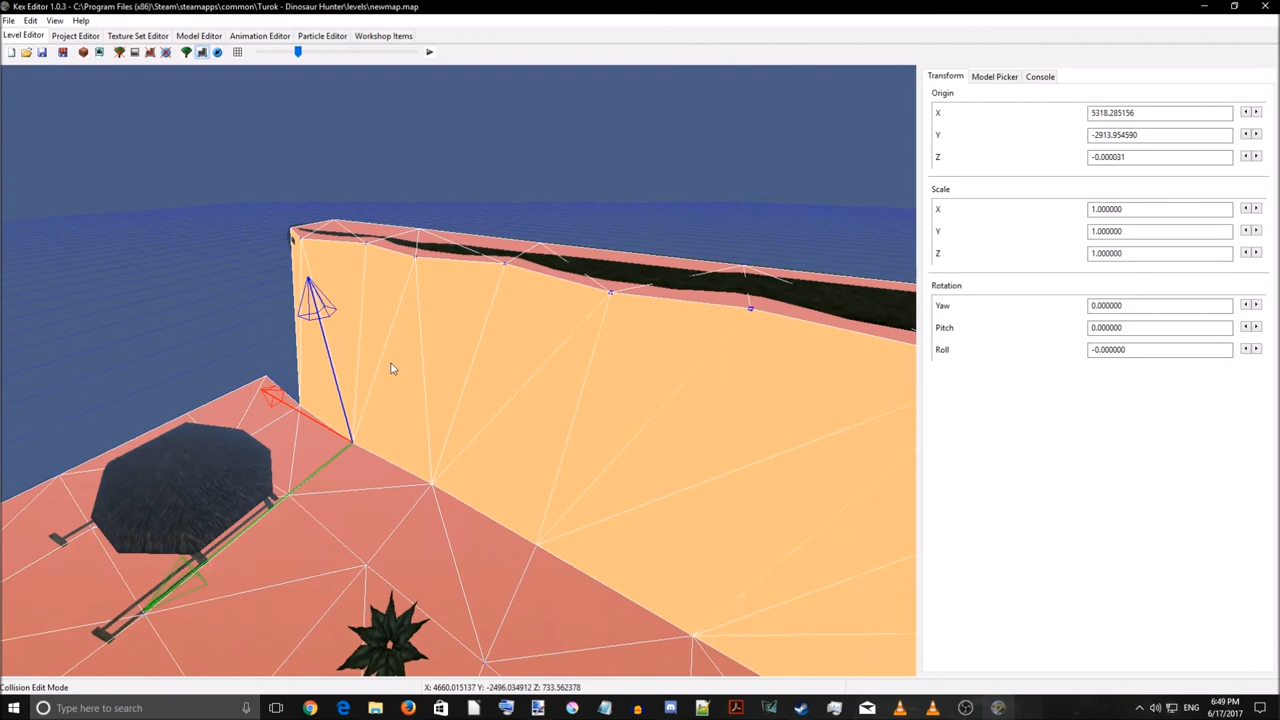 Kex Editor 1.0.3 - C:\Program Files (x86)\Steam\steamapps\common\Turok - Dinosaur Hunter\levels\newmap.map
File Edit View Help
Level Editor Project Editor Texture Set Editor Model Editor Animation Editor Particle Editor Workshop Items
Transform Model Picker Console
Origin
X 5318.285156
Y -2913.954590
Z -0.000031
Scale
X 1.000000
Y 1.000000
Z 1.000000
Rotation
Yaw 0.000000
Pitch 0.000000
Roll -0.000000
Collision Edit Mode X: 4660.015137 Y: -2496.034912 Z: 733.562378
Type here to search
ENG
6:49 PM
6/17/2017